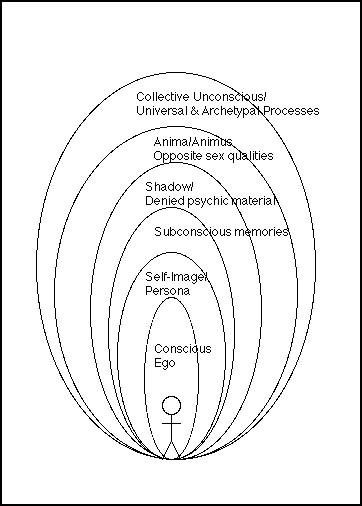 Collective Unconscious/
Universal & Archetypal Processes
Anima/Animus
Opposite sex qualities
Shadow/
Denied psychic material
Subconscious memories
Self-Image/
Persona
Conscious
Ego